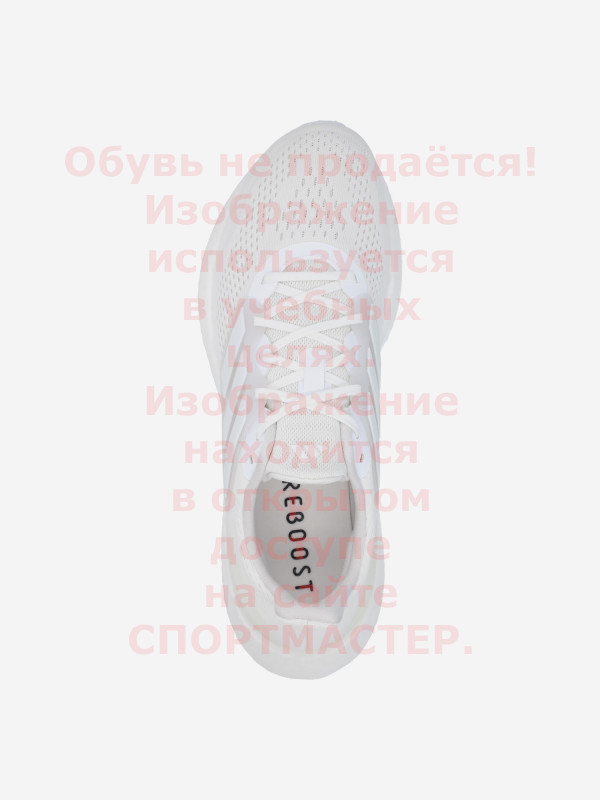 Обувь не продаётся!
Изображение
используется
в учебных
целях.
Изображение
находится
в открытом
доступе
на сайте
СПОРТМАСТЕР.
REBOOST